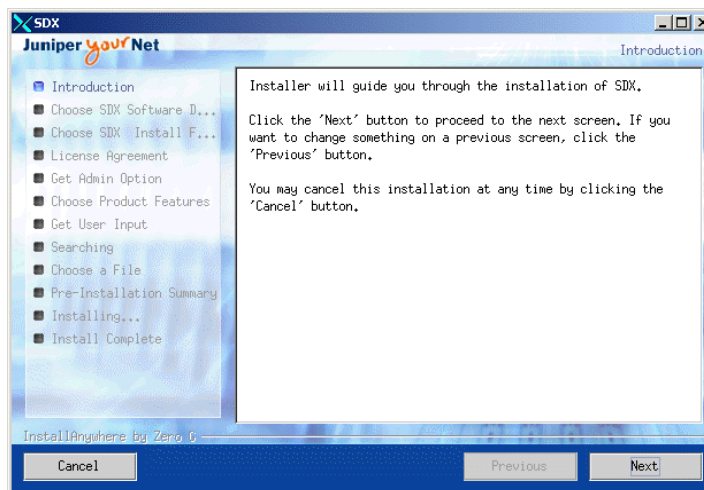 SDX
Juniper your Net
Introduction
Introduction
Choose SDX Software D...
Choose SDX Install F...
License Agreement
Get Admin Option
Choose Product Features
Get User Input
Searching
Choose a File
Pre-Installation Summary
Installing...
Install Complete
Installer will guide you through the installation of SDX.
Click the 'Next' button to proceed to the next screen. If you
want to change something on a previous screen, click the
'Previous' button.
You may cancel this installation at any time by clicking the
'Cancel' button.
InstallAnywhere by Zero G
Cancel
Previous
Next